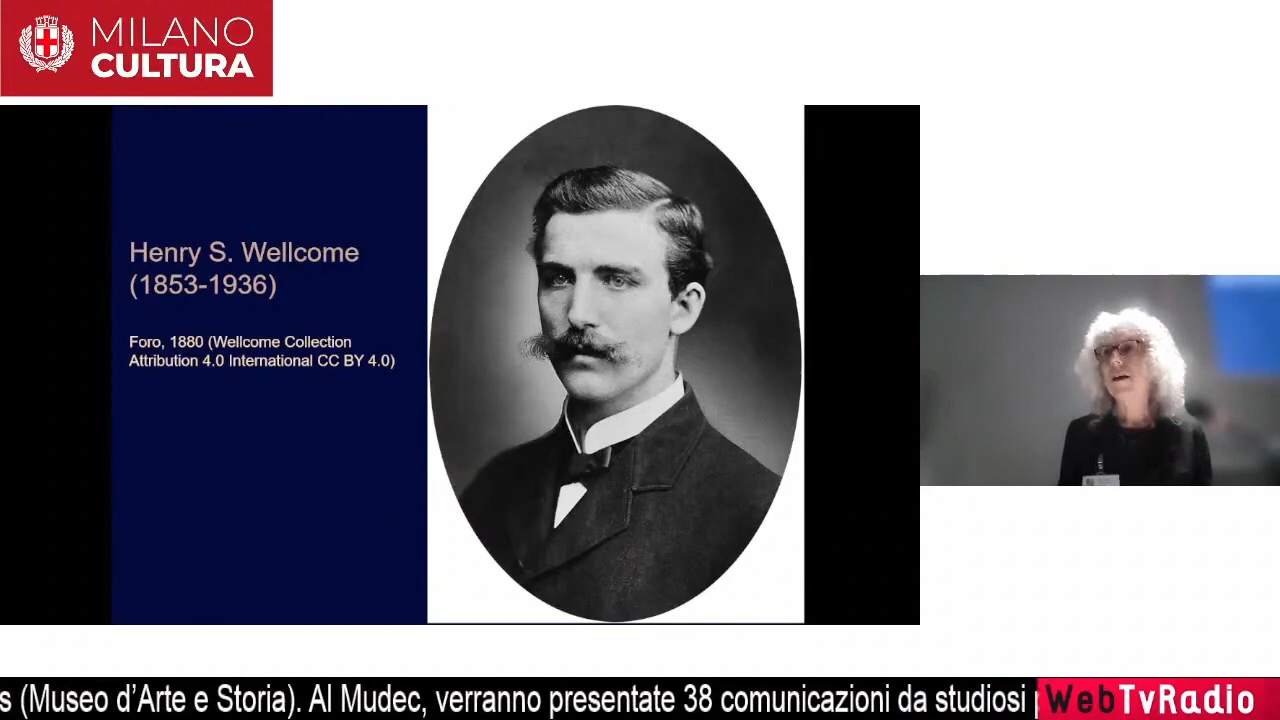 MILANO
CULTURA
Henry S. Wellcome
(1853-1936)
Foro, 1880 (Wellcome Collection
Attribution 4.0 International CC BY 4.0)
s (Museo d’Arte e Storia). Al Mudec, verranno presentate 38 comunicazioni da studiosi
WebTvRadio